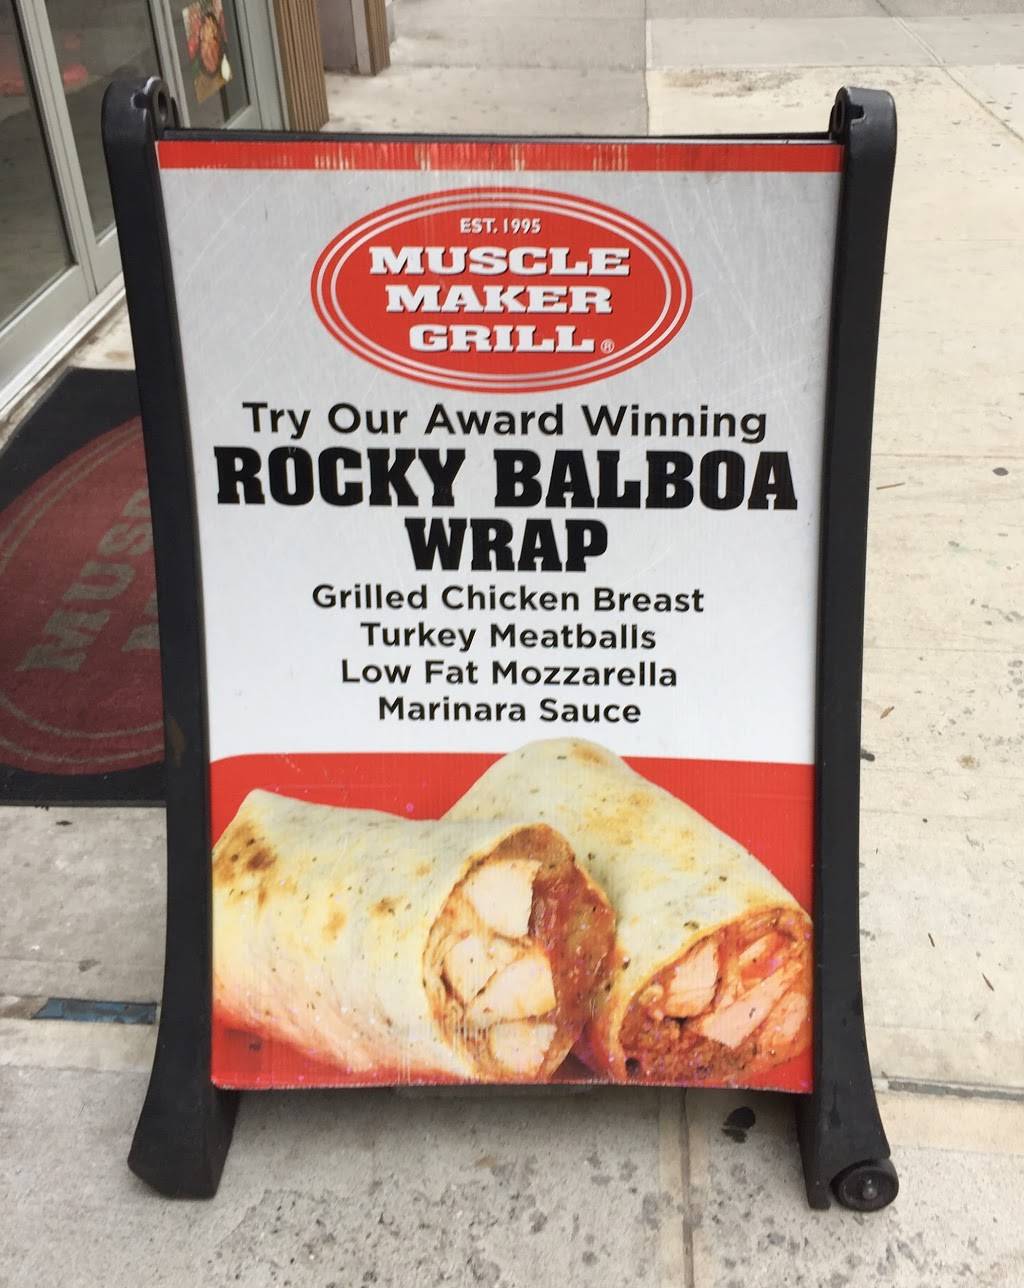 EST. 1995
MUSCLE
MAKER
GRILL®
Try Our Award Winning
ROCKY BALBOA
WRAP
Grilled Chicken Breast
Turkey Meatballs
Low Fat Mozzarella
Marinara Sauce
MUSC
M